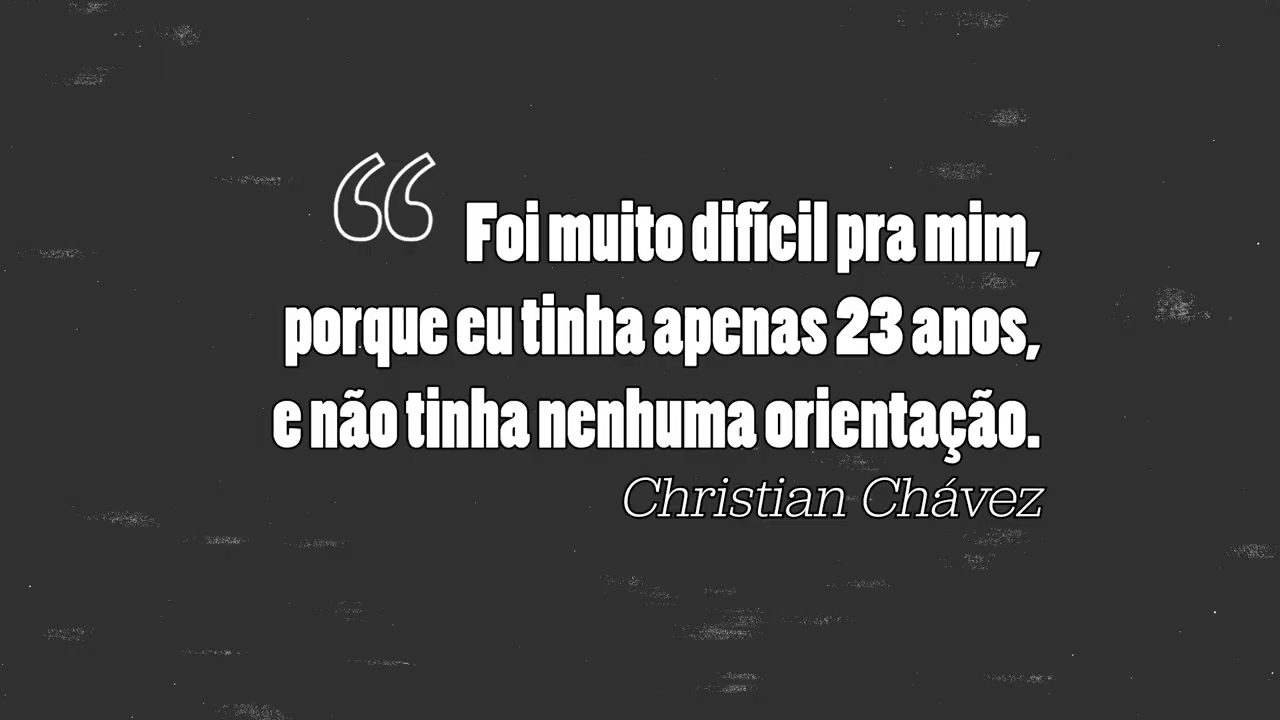 “ Foi muito difícil pra mim,
porque eu tinha apenas 23 anos,
e não tinha nenhuma orientação.
Christian Chávez